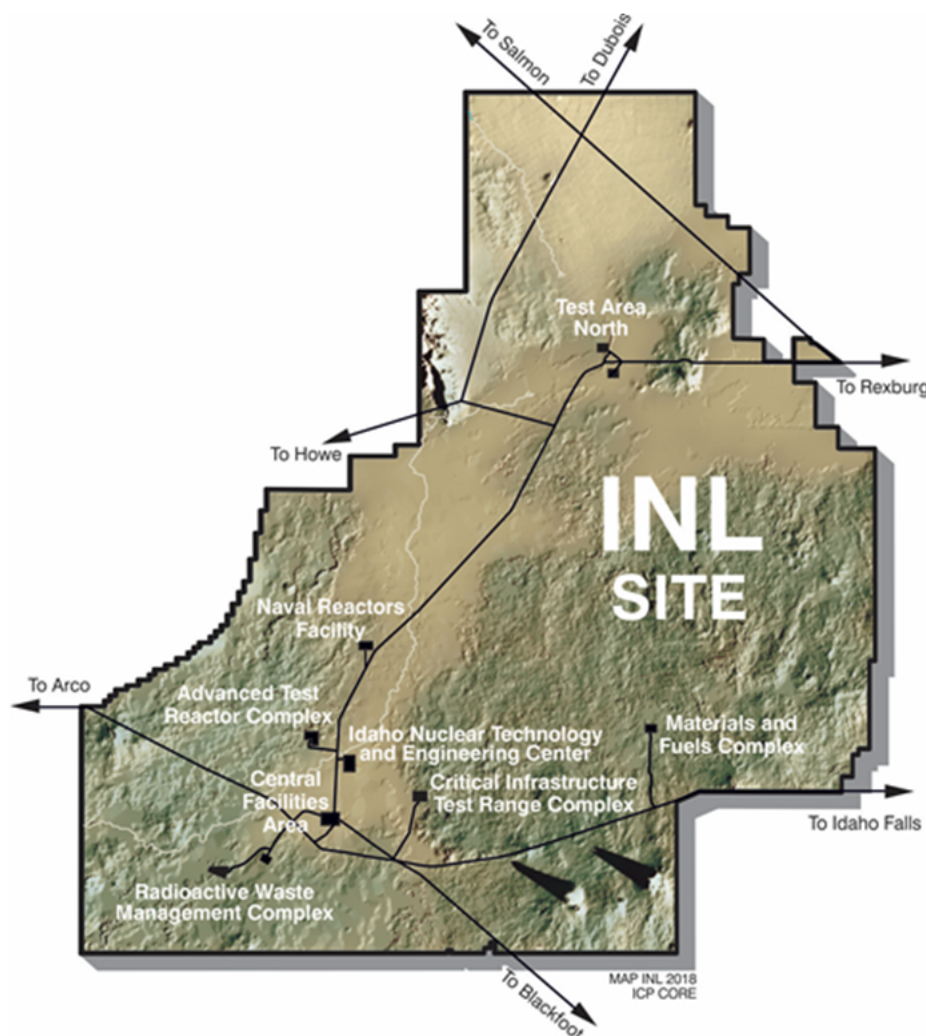 To Salmon
To Dubois
Test Area,
North
To Rexburg
To Howe
INL
SITE
Naval Reactors
Facility
To Arco
Advanced Test
Reactor Complex
Idaho Nuclear Technology
and Engineering Center
Materials and
Fuels Complex
Central
Facilities
Area
Critical Infrastructure
Test Range Complex
To Idaho Falls
Radioactive Waste
Management Complex
To Blackfoot
MAP INL 2018
ICP CORE